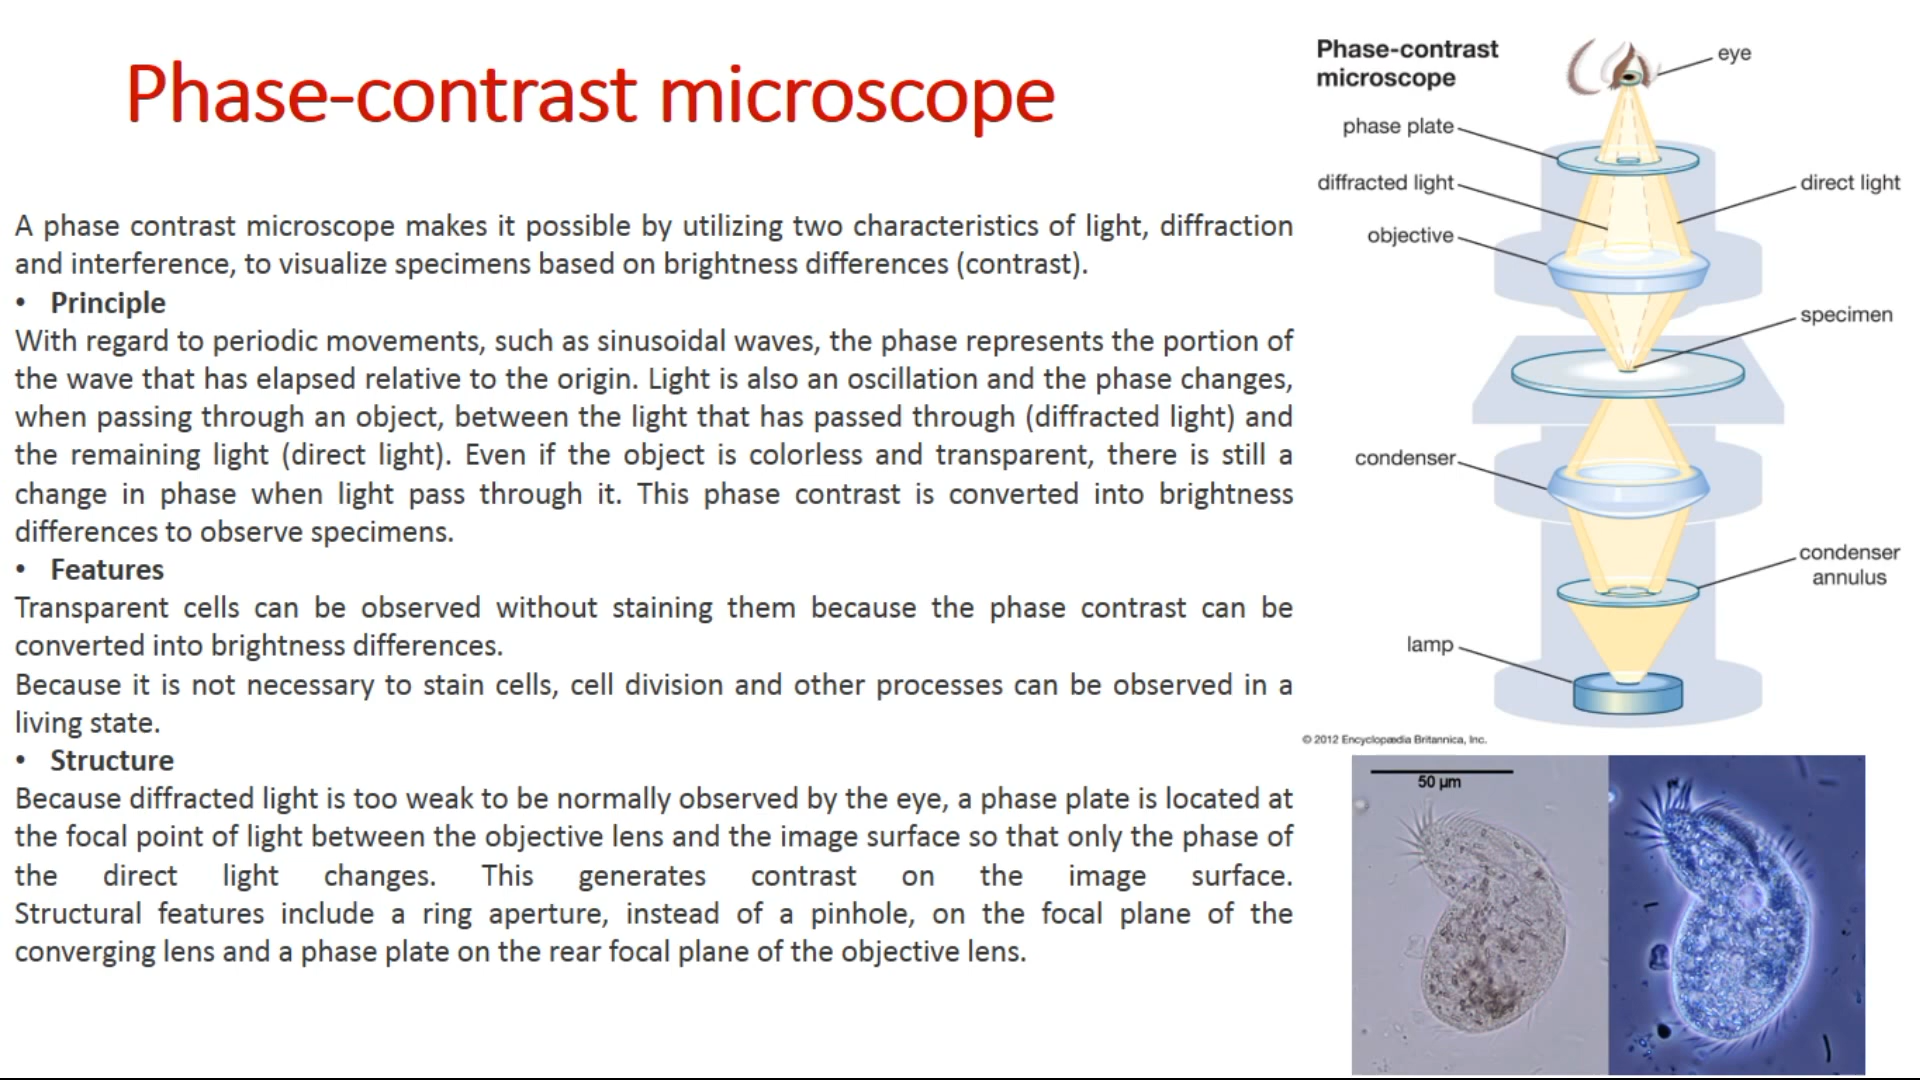 Phase-contrast microscope
A phase contrast microscope makes it possible by utilizing two characteristics of light, diffraction
and interference, to visualize specimens based on brightness differences (contrast).
• Principle
With regard to periodic movements, such as sinusoidal waves, the phase represents the portion of
the wave that has elapsed relative to the origin. Light is also an oscillation and the phase changes,
when passing through an object, between the light that has passed through (diffracted light) and
the remaining light (direct light). Even if the object is colorless and transparent, there is still a
change in phase when light pass through it. This phase contrast is converted into brightness
differences to observe specimens.
• Features
Transparent cells can be observed without staining them because the phase contrast can be
converted into brightness differences.
Because it is not necessary to stain cells, cell division and other processes can be observed in a
living state.
• Structure
Because diffracted light is too weak to be normally observed by the eye, a phase plate is located at
the focal point of light between the objective lens and the image surface so that only the phase of
the direct light changes. This generates contrast on the image surface.
Structural features include a ring aperture, instead of a pinhole, on the focal plane of the
converging lens and a phase plate on the rear focal plane of the objective lens.
Phase-contrast
microscope
eye
phase plate
diffracted light
direct light
objective
specimen
condenser
condenser
annulus
lamp
© 2012 Encyclopædia Britannica, Inc.
50 µm